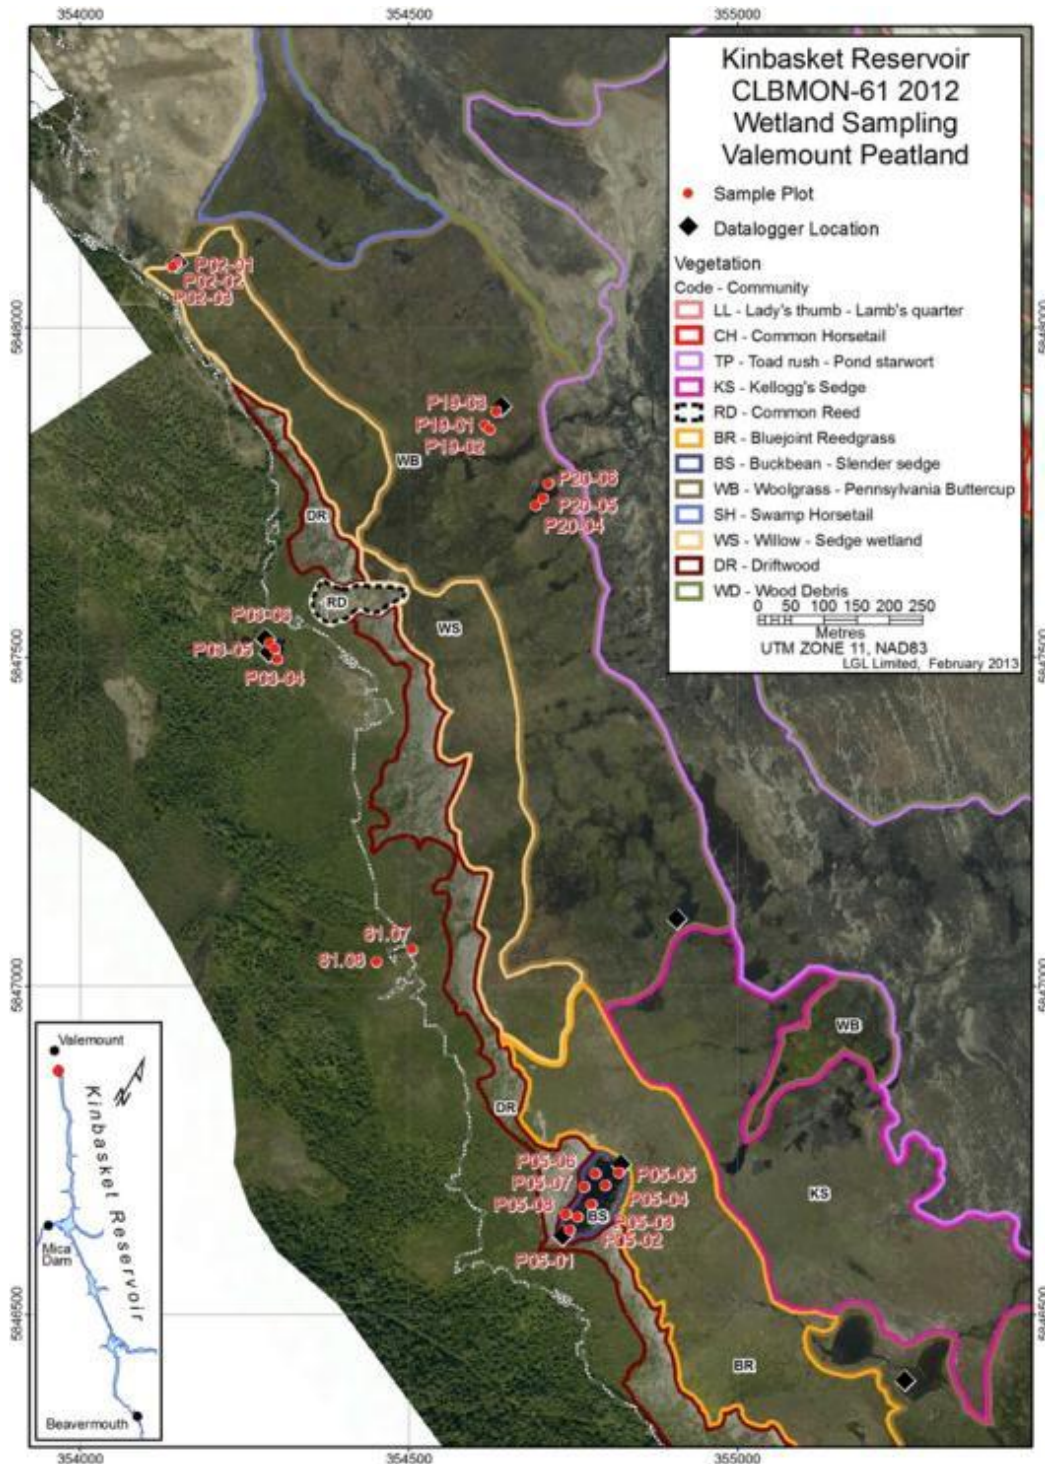 354000
354500
355000
Kinbasket Reservoir
CLBMON-61 2012
Wetland Sampling
Valemount Peatland
Sample Plot
Datalogger Location
Vegetation
Code - Community
LL - Lady's thumb - Lamb's quarter
CH - Common Horsetail
TP - Toad rush - Pond starwort
KS - Kellogg's Sedge
RD - Common Reed
BR - Bluejoint Reedgrass
BS - Buckbean - Slender sedge
WB - Woolgrass - Pennsylvania Buttercup
SH - Swamp Horsetail
WS - Willow - Sedge wetland
DR - Driftwood
WD - Wood Debris
0 50 100 150 200 250
Metres
UTM ZONE 11, NAD83
LGL Limited, February 2013
P02-01
P02-02
P02-03
5848000
5848000
P19-03
P19-01
P19-02
WB
P20-06
P20-05
P20-04
DR
RD
WS
P03-06
P03-05
P03-04
5847500
5847500
61.07
61.08
5847000
5847000
WB
DR
KS
P05-06
P05-05
P05-07
P05-04
P05-08
BS
P05-03
P05-02
P05-01
5846500
5846500
BR
Valemount
N
Kinbasket Reservoir
Mica
Dam
Beavermouth
354000
354500
355000